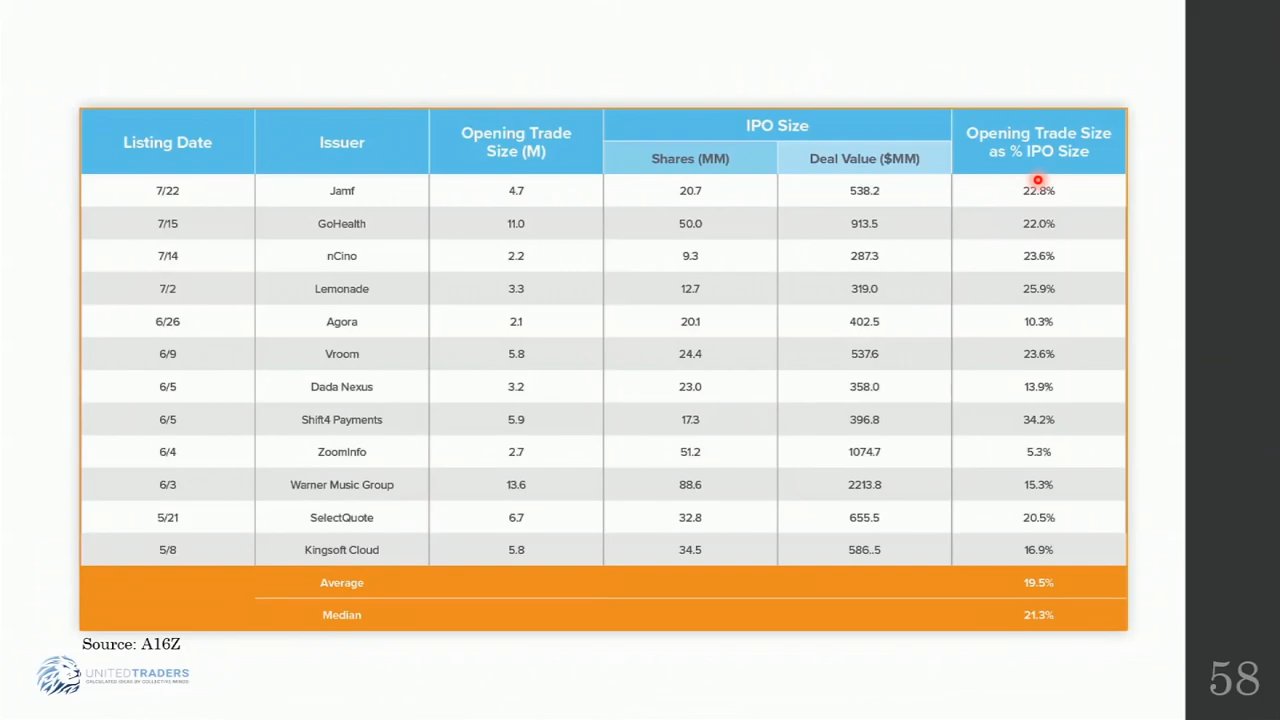 Listing Date Issuer Opening Trade Size (M) IPO Size Opening Trade Size as % IPO Size
Shares (MM) Deal Value ($MM)
7/22 Jamf 4.7 20.7 538.2 22.8%
7/15 GoHealth 11.0 50.0 913.5 22.0%
7/14 nCino 2.2 9.3 287.3 23.6%
7/2 Lemonade 3.3 12.7 319.0 25.9%
6/26 Agora 2.1 20.1 402.5 10.3%
6/9 Vroom 5.8 24.4 537.6 23.6%
6/5 Dada Nexus 3.2 23.0 358.0 13.9%
6/5 Shift4 Payments 5.9 17.3 396.8 34.2%
6/4 ZoomInfo 2.7 51.2 1074.7 5.3%
6/3 Warner Music Group 13.6 88.6 2213.8 15.3%
5/21 SelectQuote 6.7 32.8 655.5 20.5%
5/8 Kingsoft Cloud 5.8 34.5 586..5 16.9%
Average 19.5%
Median 21.3%
Source: A16Z
UNITEDTRADERS
CALCULATED IDEAS BY COLLECTIVE MINDS
58